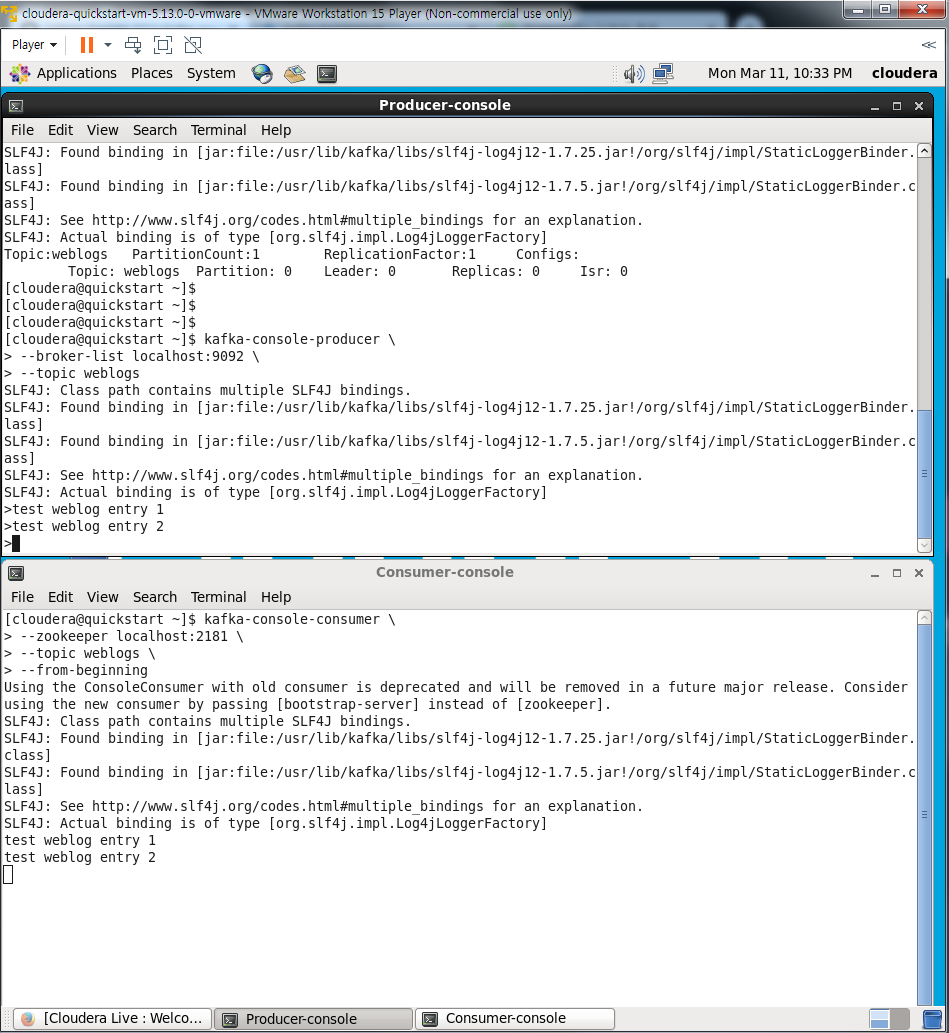 cloudera-quickstart-vm-5.13.0-0-vmware - VMware Workstation 15 Player (Non-commercial use only)
Player
Applications Places System Mon Mar 11, 10:33 PM cloudera
Producer-console
File Edit View Search Terminal Help
SLF4J: Found binding in [jar:file:/usr/lib/kafka/libs/slf4j-log4j12-1.7.25.jar!/org/slf4j/impl/StaticLoggerBinder.
lass]
SLF4J: Found binding in [jar:file:/usr/lib/kafka/libs/slf4j-log4j12-1.7.5.jar!/org/slf4j/impl/StaticLoggerBinder.c
ass]
SLF4J: See http://www.slf4j.org/codes.html#multiple_bindings for an explanation.
SLF4J: Actual binding is of type [org.slf4j.impl.Log4jLoggerFactory]
Topic:weblogs PartitionCount:1 ReplicationFactor:1 Configs:
Topic: weblogs Partition: 0 Leader: 0 Replicas: 0 Isr: 0
[cloudera@quickstart ~]$
[cloudera@quickstart ~]$
[cloudera@quickstart ~]$
[cloudera@quickstart ~]$ kafka-console-producer \
> --broker-list localhost:9092 \
> --topic weblogs
SLF4J: Class path contains multiple SLF4J bindings.
SLF4J: Found binding in [jar:file:/usr/lib/kafka/libs/slf4j-log4j12-1.7.25.jar!/org/slf4j/impl/StaticLoggerBinder.
lass]
SLF4J: Found binding in [jar:file:/usr/lib/kafka/libs/slf4j-log4j12-1.7.5.jar!/org/slf4j/impl/StaticLoggerBinder.c
ass]
SLF4J: See http://www.slf4j.org/codes.html#multiple_bindings for an explanation.
SLF4J: Actual binding is of type [org.slf4j.impl.Log4jLoggerFactory]
>test weblog entry 1
>test weblog entry 2
>
Consumer-console
File Edit View Search Terminal Help
[cloudera@quickstart ~]$ kafka-console-consumer \
> --zookeeper localhost:2181 \
> --topic weblogs \
> --from-beginning
Using the ConsoleConsumer with old consumer is deprecated and will be removed in a future major release. Consider
using the new consumer by passing [bootstrap-server] instead of [zookeeper].
SLF4J: Class path contains multiple SLF4J bindings.
SLF4J: Found binding in [jar:file:/usr/lib/kafka/libs/slf4j-log4j12-1.7.25.jar!/org/slf4j/impl/StaticLoggerBinder.
class]
SLF4J: Found binding in [jar:file:/usr/lib/kafka/libs/slf4j-log4j12-1.7.5.jar!/org/slf4j/impl/StaticLoggerBinder.c
lass]
SLF4J: See http://www.slf4j.org/codes.html#multiple_bindings for an explanation.
SLF4J: Actual binding is of type [org.slf4j.impl.Log4jLoggerFactory]
test weblog entry 1
test weblog entry 2
[Cloudera Live : Welco... Producer-console Consumer-console